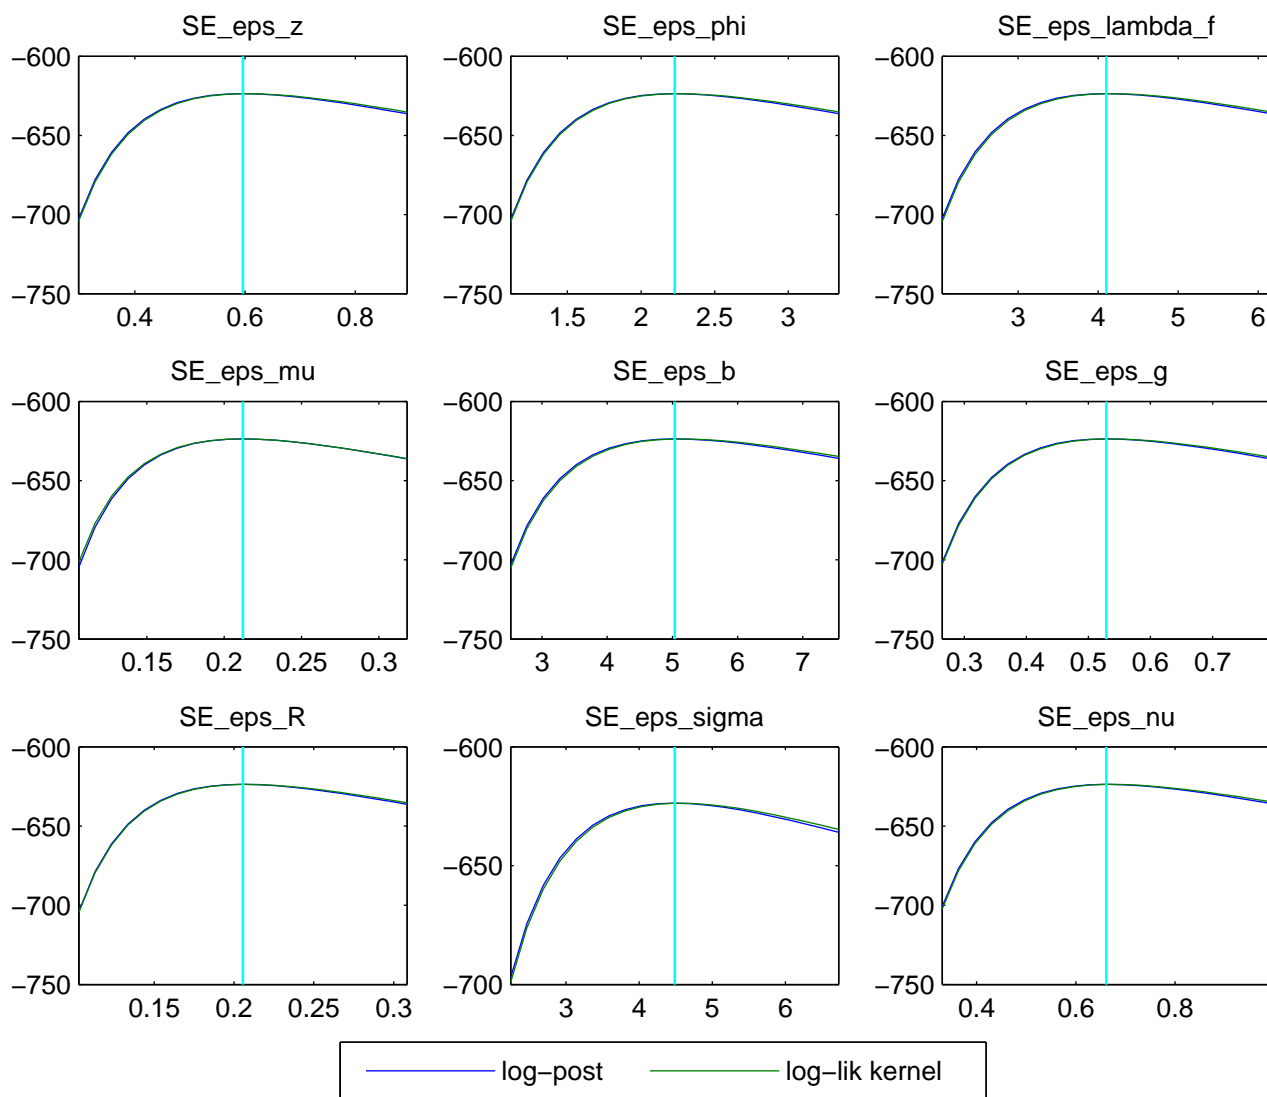 SE_eps_z SE_eps_phi SE_eps_lambda_f
−600 −600 −600
−650 −650 −650
−700 −700 −700
−750 −750 −750
0.4 0.6 0.8 1.5 2 2.5 3 3 4 5 6
SE_eps_mu SE_eps_b SE_eps_g
−600 −600 −600
−650 −650 −650
−700 −700 −700
−750 −750 −750
0.15 0.2 0.25 0.3 3 4 5 6 7 0.3 0.4 0.5 0.6 0.7
SE_eps_R SE_eps_sigma SE_eps_nu
−600 −600 −600
−650 −650 −650
−700 −700
−750 −700 −750
0.15 0.2 0.25 0.3 3 4 5 6 0.4 0.6 0.8
log−post log−lik kernel